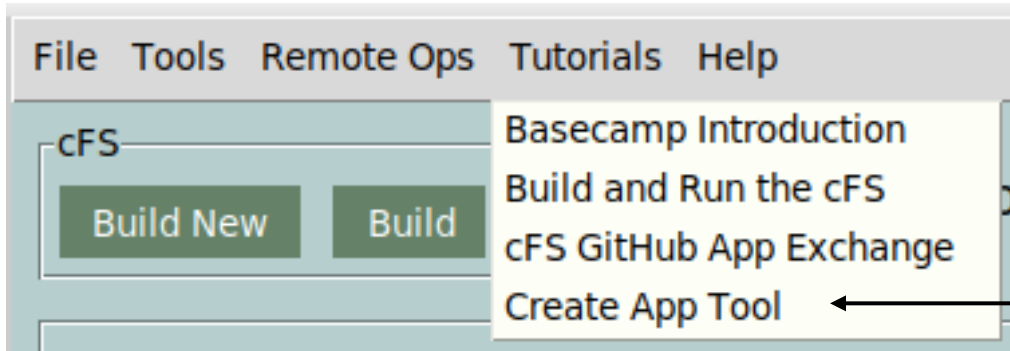 File Tools Remote Ops Tutorials Help
Basecamp Introduction
cFS
Build and Run the cFS
Build New Build
cFS GitHub App Exchange
Create App Tool